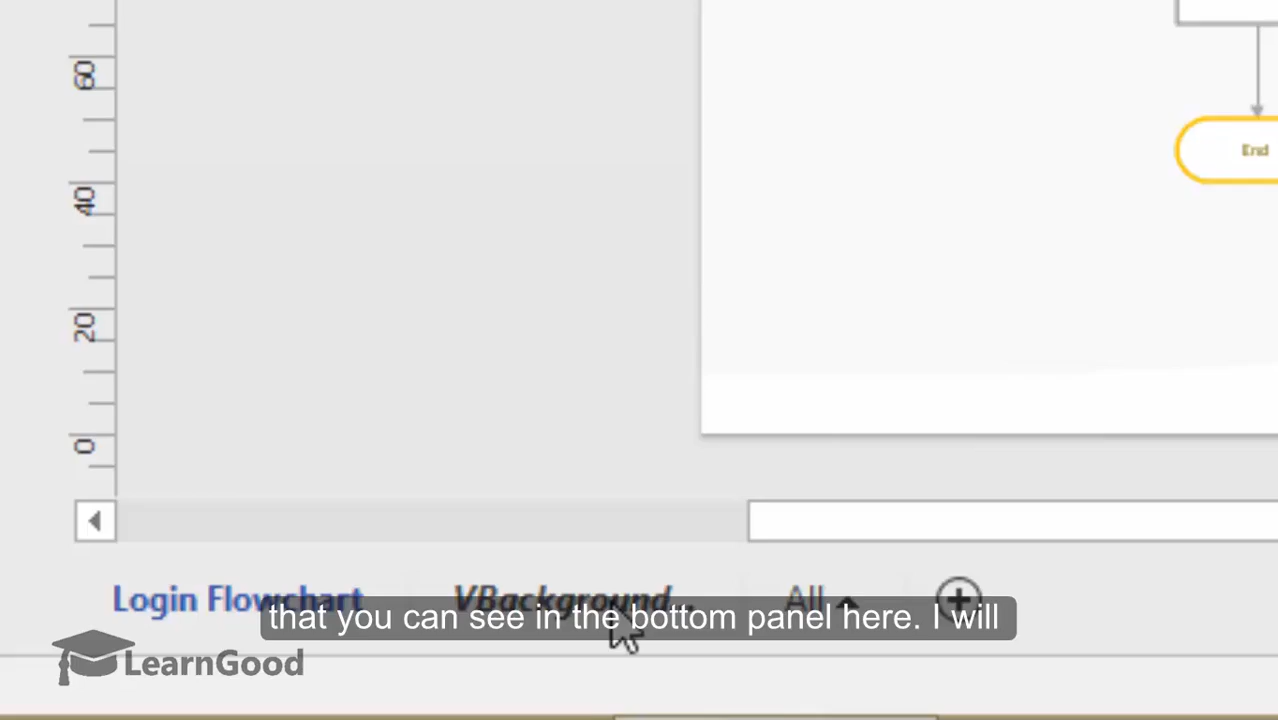 60
End
40
20
0
Login Flowchart VBackground... All
that you can see in the bottom panel here. I will
LearnGood